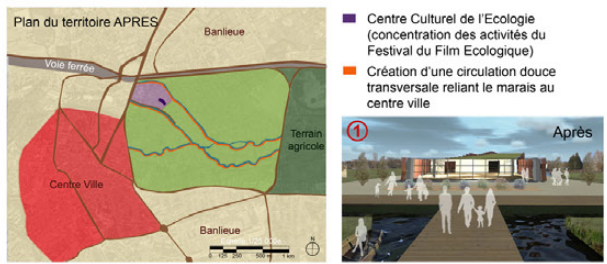 Plan du territoire APRES
Banlieue
Voie ferrée
Terrain
agricole
Centre Ville
Banlieue
0 125 250 500 m 1 km
N
Centre Culturel de l'Ecologie
(concentration des activités du
Festival du Film Ecologique)
Création d'une circulation douce
transversale reliant le marais au
centre ville
1
Après